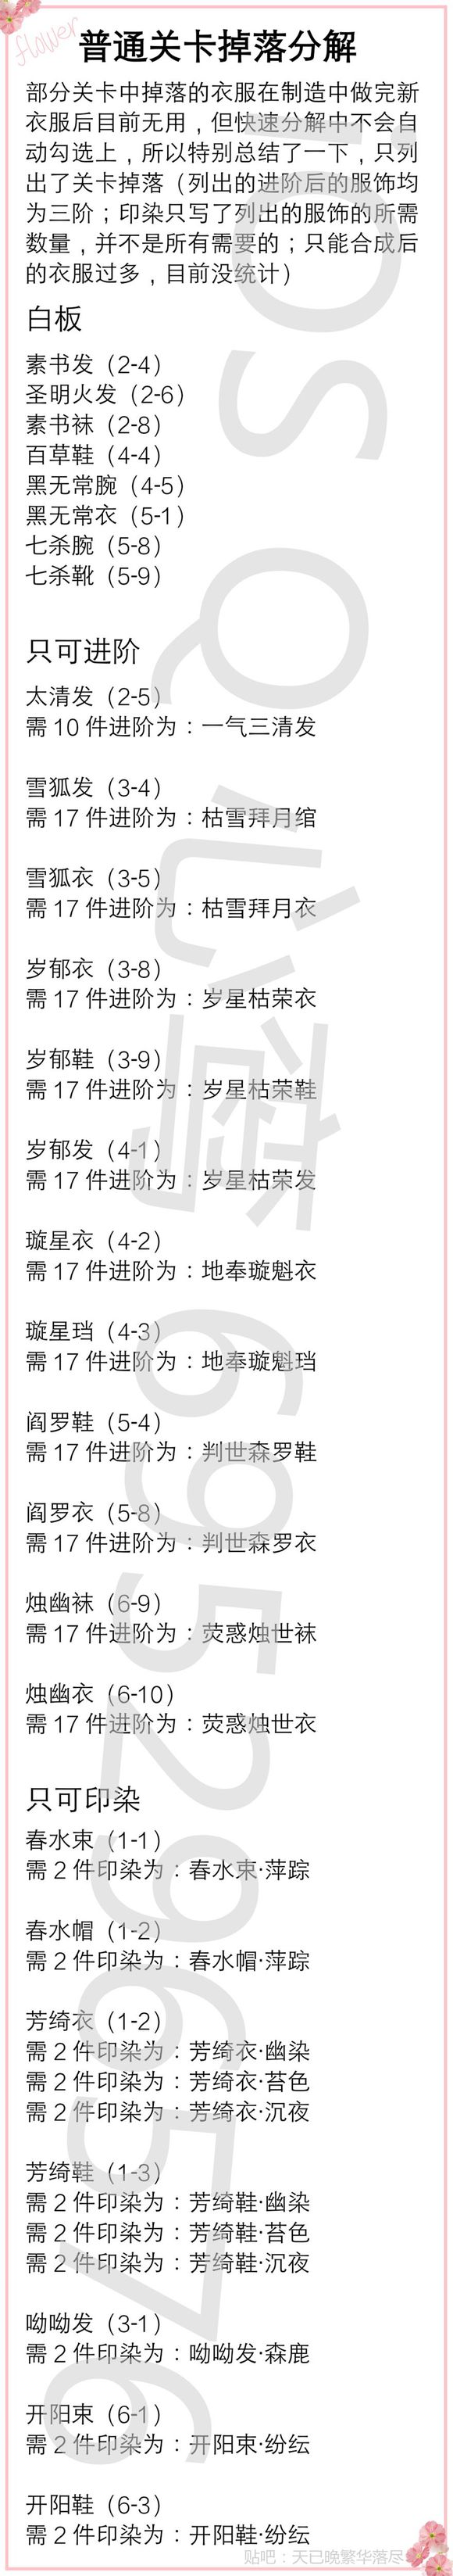 flower
普通关卡掉落分解
部分关卡中掉落的衣服在制造中做完新
衣服后目前无用，但快速分解中不会自
动勾选上，所以特别总结了一下，只列
出了关卡掉落（列出的进阶后的服饰均
为三阶；印染只写了列出的服饰的所需
数量，并不是所有需要的；只能合成后
的衣服过多，目前没统计）
白板
素书发（2-4）
圣明火发（2-6）
素书袜（2-8）
百草鞋（4-4）
黑无常腕（4-5）
黑无常衣（5-1）
七杀腕（5-8）
七杀靴（5-9）
只可进阶
太清发（2-5）
需 10 件进阶为：一气三清发
雪狐发（3-4）
需 17 件进阶为：枯雪拜月绾
雪狐衣（3-5）
需 17 件进阶为：枯雪拜月衣
岁郁衣（3-8）
需 17 件进阶为：岁星枯荣衣
岁郁鞋（3-9）
需 17 件进阶为：岁星枯荣鞋
岁郁发（4-1）
需 17 件进阶为：岁星枯荣发
璇星衣（4-2）
需 17 件进阶为：地奉璇魁衣
璇星珰（4-3）
需 17 件进阶为：地奉璇魁珰
阎罗鞋（5-4）
需 17 件进阶为：判世森罗鞋
阎罗衣（5-8）
需 17 件进阶为：判世森罗衣
烛幽袜（6-9）
需 17 件进阶为：荧惑烛世袜
烛幽衣（6-10）
需 17 件进阶为：荧惑烛世衣
只可印染
春水束（1-1）
需 2 件印染为：春水束·萍踪
春水帽（1-2）
需 2 件印染为：春水帽·萍踪
芳绮衣（1-2）
需 2 件印染为：芳绮衣·幽染
需 2 件印染为：芳绮衣·苔色
需 2 件印染为：芳绮衣·沉夜
芳绮鞋（1-3）
需 2 件印染为：芳绮鞋·幽染
需 2 件印染为：芳绮鞋·苔色
需 2 件印染为：芳绮鞋·沉夜
呦呦发（3-1）
需 2 件印染为：呦呦发·森鹿
开阳束（6-1）
需 2 件印染为：开阳束·纷纭
开阳鞋（6-3）
需 2 件印染为：开阳鞋·纷纭
iOS Q 心鸾 695296576
贴吧：天已晚繁华落尽